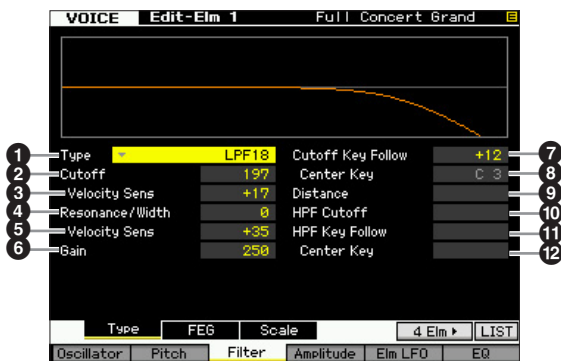 VOICE Edit-Elm 1 Full Concert Grand E
1 Type LPF18 Cutoff Key Follow +12 7
2 Cutoff 197 Center Key C 3 8
3 Velocity Sens +17 Distance 9
4 Resonance/Width 0 HPF Cutoff 10
5 Velocity Sens +35 HPF Key Follow 11
6 Gain 250 Center Key 12
Type FEG Scale 4 Elm LIST
Oscillator Pitch Filter Amplitude Elm LFO EQ